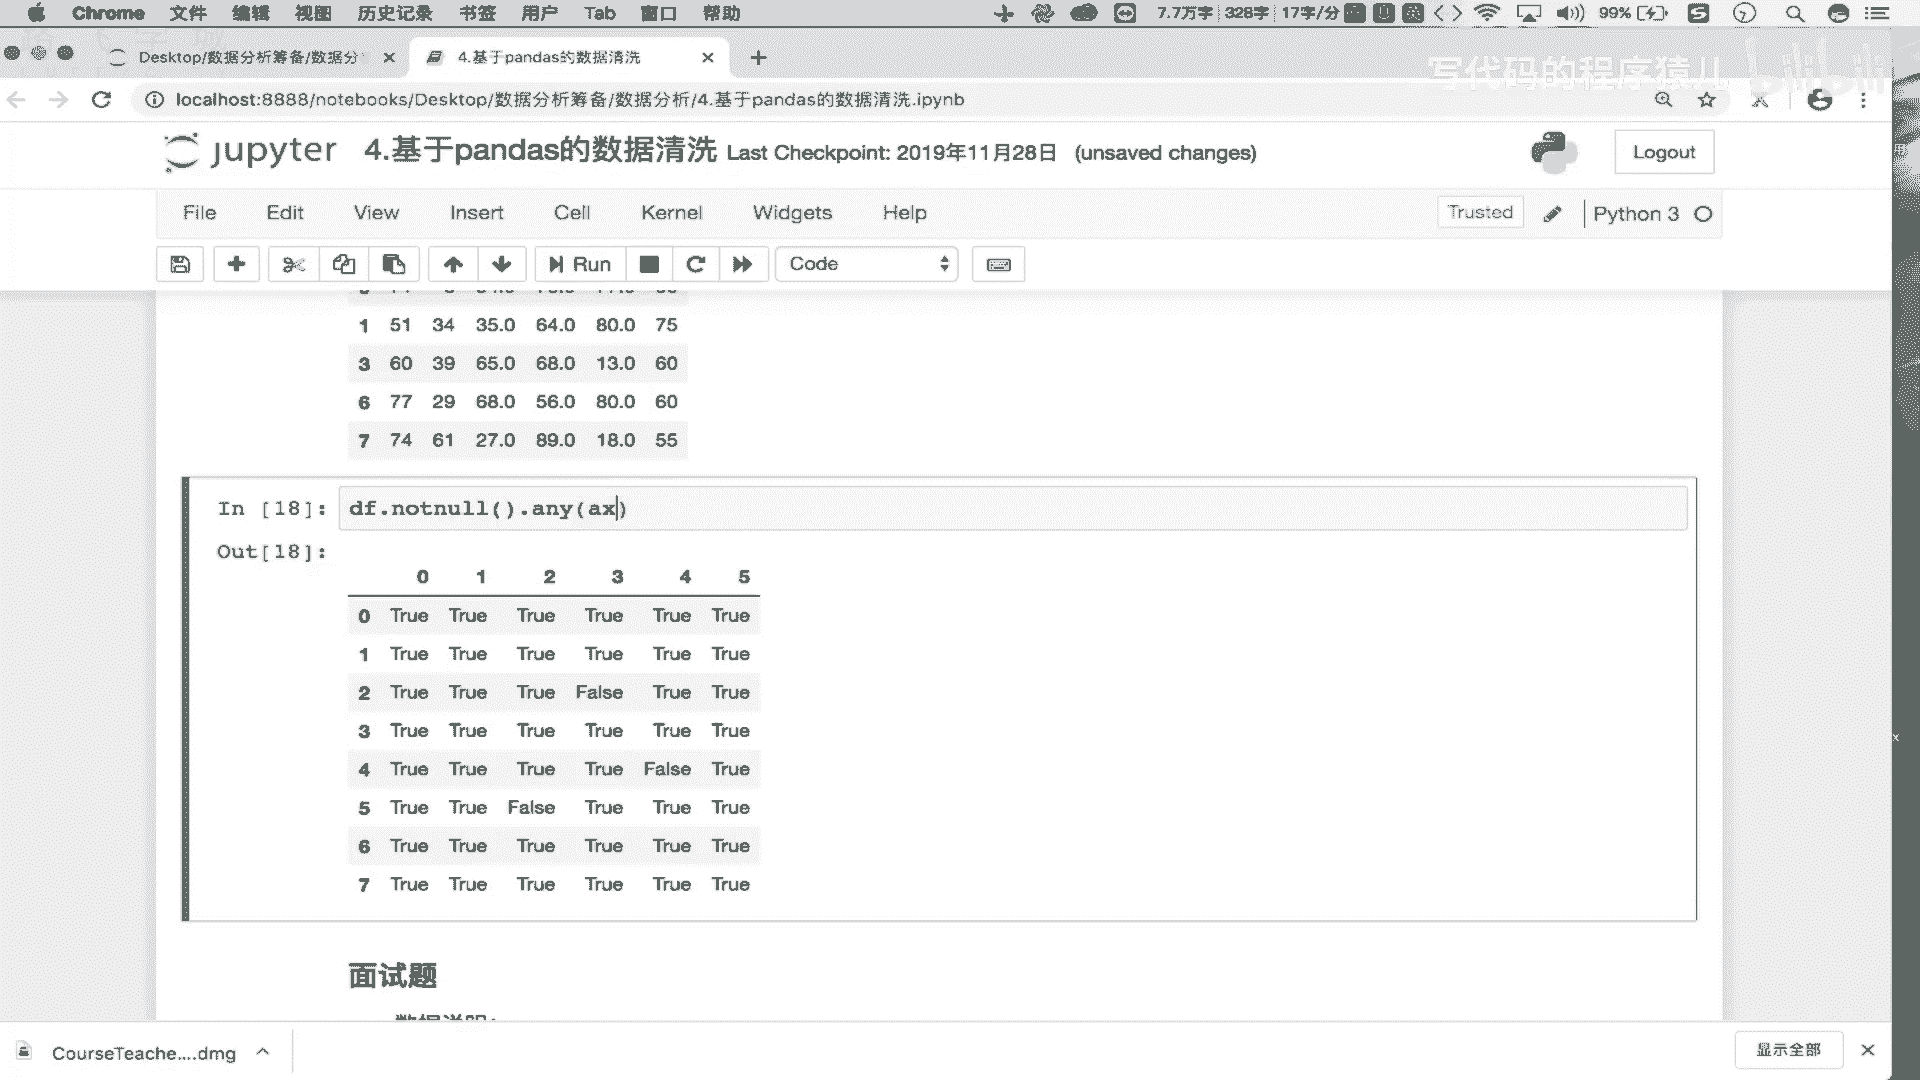 Chrome 文件 编辑 视图 历史记录 书签 用户 Tab 窗口 帮助 7.7万字 328字 17字/分 99%
Desktop/数据分析筹备/数据分 4.基于pandas的数据清洗
写代码的程序猿儿 bilibili
localhost:8888/notebooks/Desktop/数据分析筹备/数据分析/4.基于pandas的数据清洗.ipynb
jupyter 4.基于pandas的数据清洗 Last Checkpoint: 2019年11月28日 (unsaved changes) Logout
File Edit View Insert Cell Kernel Widgets Help Trusted Python 3
Run Code
1 51 34 35.0 64.0 80.0 75
3 60 39 65.0 68.0 13.0 60
6 77 29 68.0 56.0 80.0 60
7 74 61 27.0 89.0 18.0 55
In [18]: df.notnull().any(ax)
Out[18]:
0 1 2 3 4 5
0 True True True True True True
1 True True True True True True
2 True True True False True True
3 True True True True True True
4 True True True True False True
5 True True False True True True
6 True True True True True True
7 True True True True True True
面试题
数据说明:
CourseTeache....dmg 显示全部